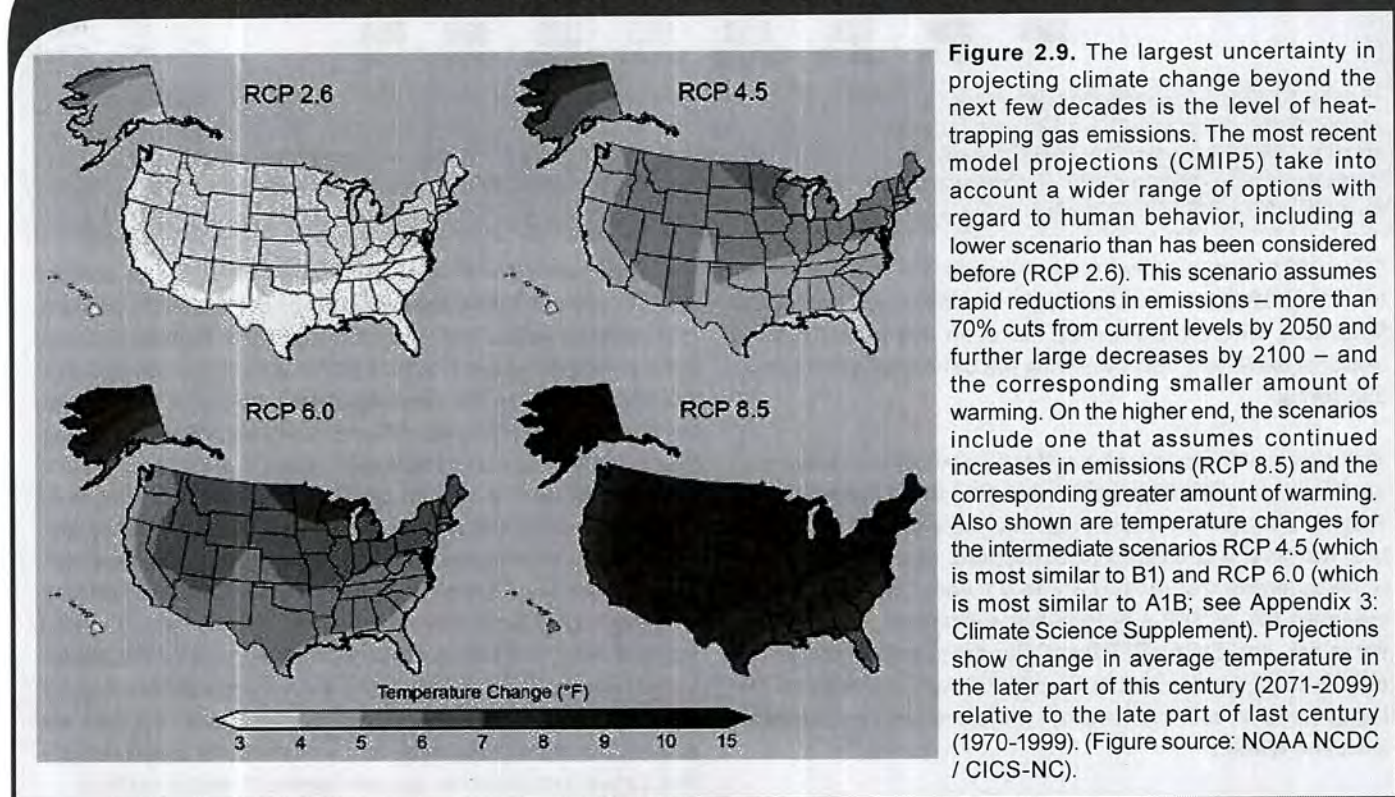 RCP 2.6
RCP 4.5
RCP 6.0
RCP 8.5
Temperature Change (°F)
3 4 5 6 7 8 9 10 15
Figure 2.9. The largest uncertainty in
projecting climate change beyond the
next few decades is the level of heat-
trapping gas emissions. The most recent
model projections (CMIP5) take into
account a wider range of options with
regard to human behavior, including a
lower scenario than has been considered
before (RCP 2.6). This scenario assumes
rapid reductions in emissions – more than
70% cuts from current levels by 2050 and
further large decreases by 2100 – and
the corresponding smaller amount of
warming. On the higher end, the scenarios
include one that assumes continued
increases in emissions (RCP 8.5) and the
corresponding greater amount of warming.
Also shown are temperature changes for
the intermediate scenarios RCP 4.5 (which
is most similar to B1) and RCP 6.0 (which
is most similar to A1B; see Appendix 3:
Climate Science Supplement). Projections
show change in average temperature in
the later part of this century (2071-2099)
relative to the late part of last century
(1970-1999). (Figure source: NOAA NCDC
/ CICS-NC).